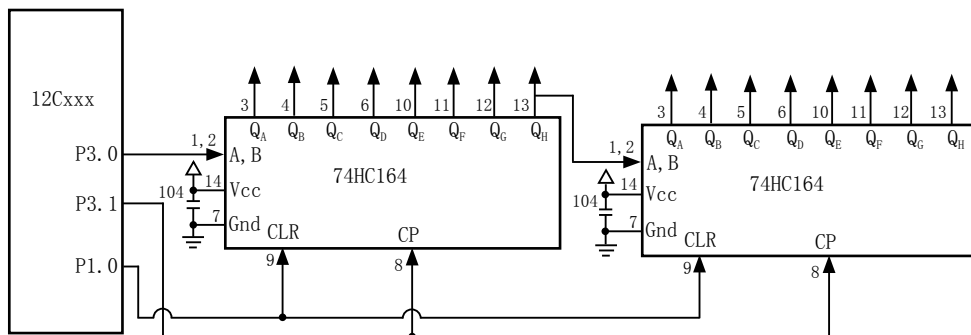 12Cxxx
P3.0
P3.1
P1.0
3 4 5 6 10 11 12 13
QA QB QC QD QE QF QG QH
1,2
A,B
74HC164
14
Vcc
104
7
Gnd
CLR
CP
9
8
3 4 5 6 10 11 12 13
QA QB QC QD QE QF QG QH
1,2
A,B
74HC164
14
Vcc
104
7
Gnd
CLR
CP
9
8